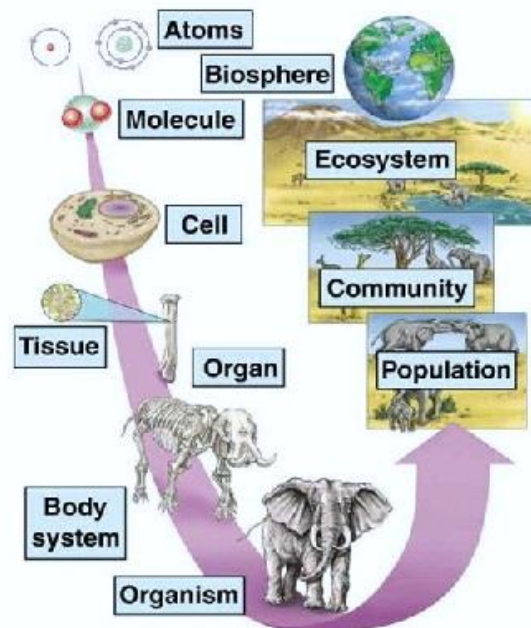 Atoms
Biosphere
Molecule
Ecosystem
Cell
Community
Tissue
Organ
Population
Body
system
Organism